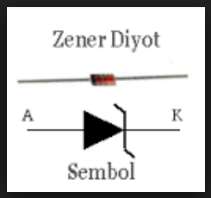 Zener Diyot
A K
Sembol